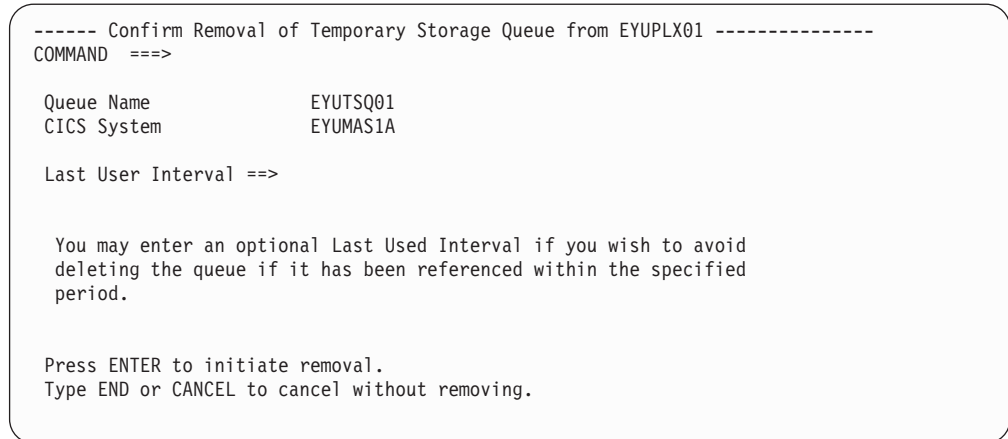 ------ Confirm Removal of Temporary Storage Queue from EYUPLX01 ---------------
COMMAND ===>
Queue Name EYUTSQ01
CICS System EYUMAS1A
Last User Interval ==>
You may enter an optional Last Used Interval if you wish to avoid
deleting the queue if it has been referenced within the specified
period.
Press ENTER to initiate removal.
Type END or CANCEL to cancel without removing.